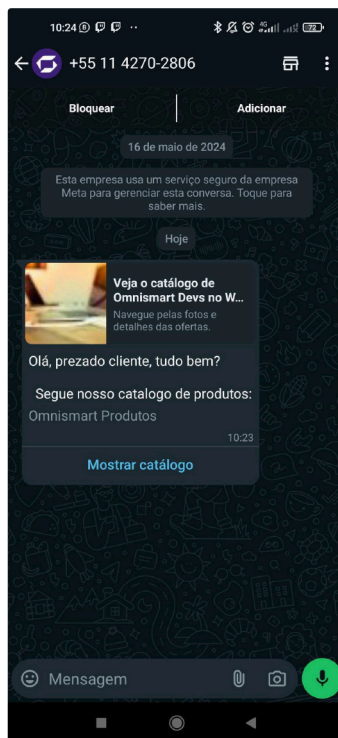 10:24
4G
72
+55 11 4270-2806
Bloquear
Adicionar
16 de maio de 2024
Esta empresa usa um serviço seguro da empresa
Meta para gerenciar esta conversa. Toque para
saber mais.
Hoje
Veja o catálogo de
Omnismart Devs no W...
Navegue pelas fotos e
detalhes das ofertas.
Olá, prezado cliente, tudo bem?
Segue nosso catalogo de produtos:
Omnismart Produtos
10:23
Mostrar catálogo
Mensagem